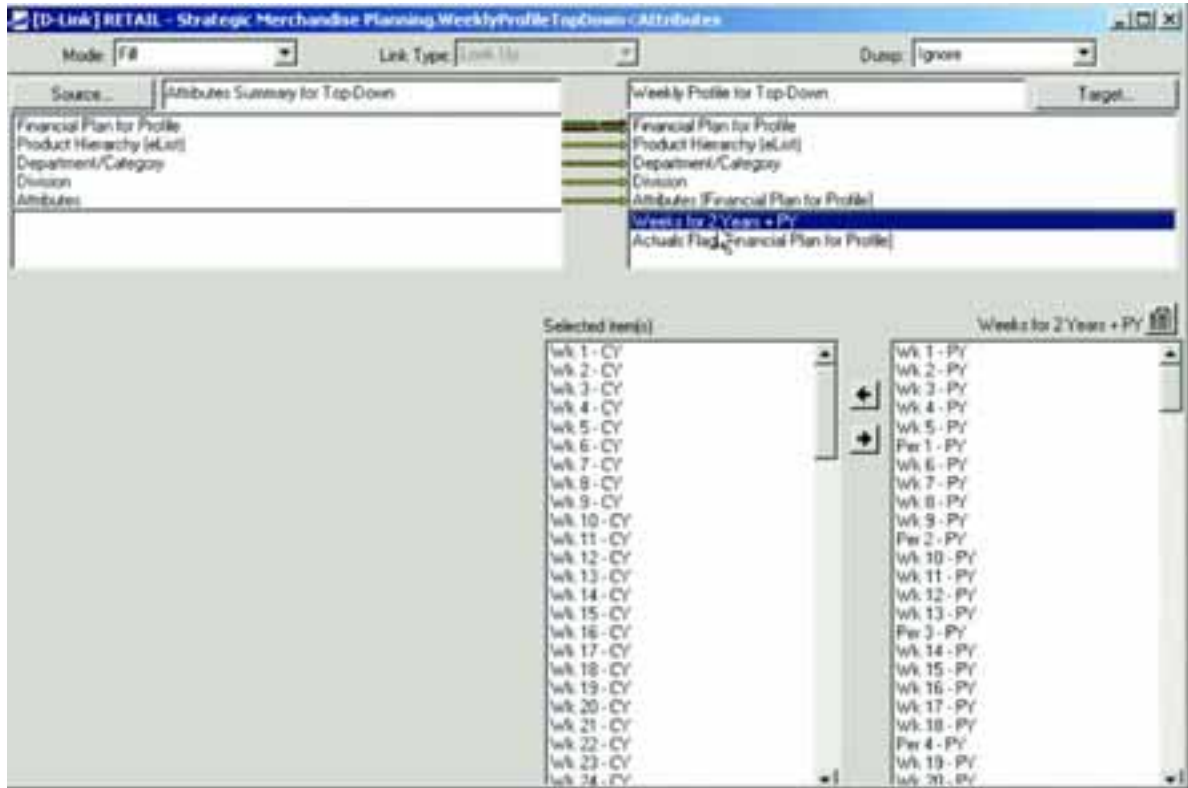 [D-Link] RETAIL - Strategic Merchandise Planning.WeeklyProfileTopDown<Attributes
Mode: Fill Link Type: Look Up Dump: Ignore
Source... Attributes Summary for Top-Down Weekly Profile for Top-Down Target...
Financial Plan for Profile Financial Plan for Profile
Product Hierarchy {eList} Product Hierarchy {eList}
Department/Category Department/Category
Division Division
Attributes Attributes [Financial Plan for Profile]
Weeks for 2 Years + PY
Actuals Flag Financial Plan for Profile]
Selected item(s) Weeks for 2 Years + PY
Wk 1 - CY Wk 1 - PY
Wk 2 - CY Wk 2 - PY
Wk 3 - CY Wk 3 - PY
Wk 4 - CY Wk 4 - PY
Wk 5 - CY Wk 5 - PY
Wk 6 - CY Per 1 - PY
Wk 7 - CY Wk 6 - PY
Wk 8 - CY Wk 7 - PY
Wk 9 - CY Wk 8 - PY
Wk 10 - CY Wk 9 - PY
Wk 11 - CY Per 2 - PY
Wk 12 - CY Wk 10 - PY
Wk 13 - CY Wk 11 - PY
Wk 14 - CY Wk 12 - PY
Wk 15 - CY Wk 13 - PY
Wk 16 - CY Per 3 - PY
Wk 17 - CY Wk 14 - PY
Wk 18 - CY Wk 15 - PY
Wk 19 - CY Wk 16 - PY
Wk 20 - CY Wk 17 - PY
Wk 21 - CY Wk 18 - PY
Wk 22 - CY Per 4 - PY
Wk 23 - CY Wk 19 - PY
Wk 24 - CY Wk 20 - PY